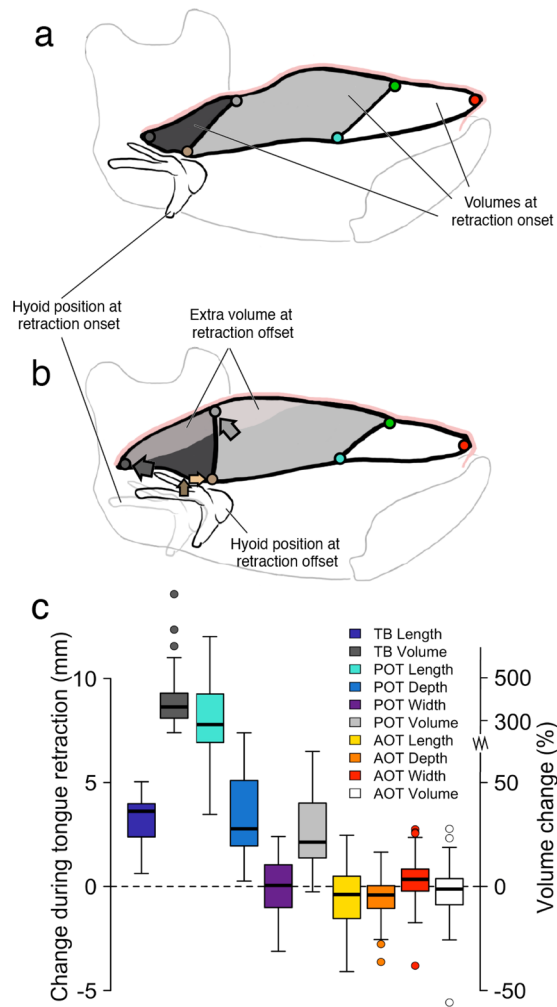 a
Volumes at
retraction onset
Hyoid position at
retraction onset
Extra volume at
retraction offset
b
Hyoid position at
retraction offset
c
Change during tongue retraction (mm)
10
5
0
-5
TB Length
TB Volume
POT Length
POT Depth
POT Width
POT Volume
AOT Length
AOT Depth
AOT Width
AOT Volume
500
300
50
0
-50
Volume change (%)